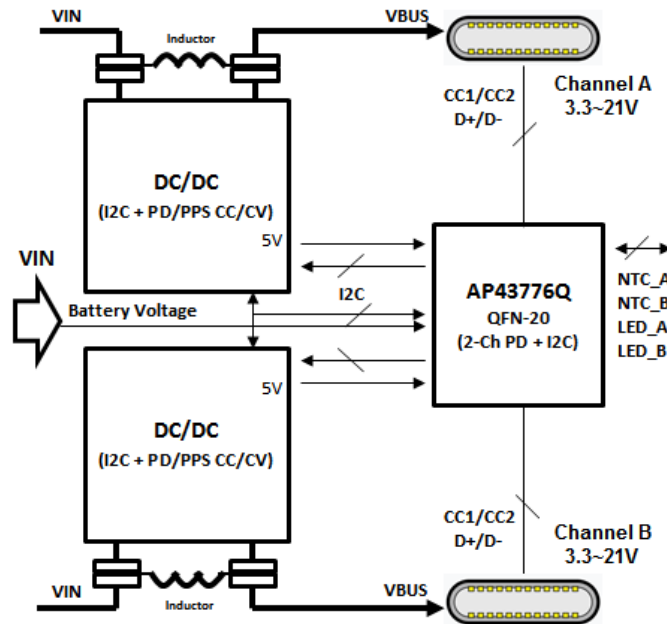 VIN
Inductor
VBUS
Channel A
3.3~21V
CC1/CC2
D+/D-
DC/DC
(I2C + PD/PPS CC/CV)
5V
VIN
Battery Voltage
I2C
AP43776Q
QFN-20
(2-Ch PD + I2C)
NTC_A
NTC_B
LED_A
LED_B
5V
DC/DC
(I2C + PD/PPS CC/CV)
CC1/CC2
D+/D-
Channel B
3.3~21V
VIN
Inductor
VBUS